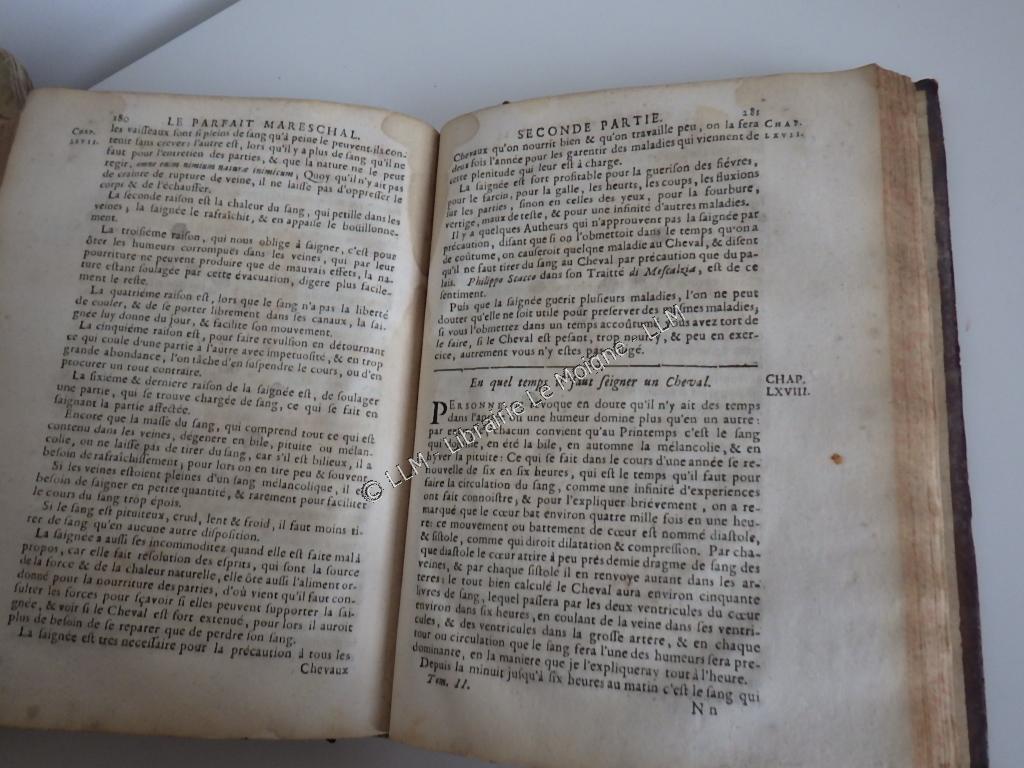 280 LE PARFAIT MARESCHAL.
CHAP. LXVII.
les vaisseaux sont si pleins de sang qu'à peine le peuvent-ils con-
tenir sans crever: l'autre est, lors qu'il y a plus de sang qu'il ne
faut pour l'entretien des parties, & que la nature ne le peut
regir, omne enim nimium naturæ inimicum; Quoy qu'il n'y ait pas
de crainte de rupture de veine, il ne laisse pas d'oppresser le
corps & de l'échauffer.
La seconde raison est la chaleur du sang, qui petille dans les
veines; la saignée le rafraîchit, & en appaise le boüillonne-
ment.
La troisiéme raison, qui nous oblige à saigner, c'est pour
ôter les humeurs corrompuës dans les veines, qui par leur
pourriture ne peuvent produire que de mauvais effets, la na-
ture estant soulagée par cette évacuation, digere plus facile-
ment le reste.
La quatriéme raison est, lors que le sang n'a pas la liberté
de couler, & de se porter librement dans ses canaux, la sai-
gnée luy donne du jour, & facilite son mouvement.
La cinquiéme raison est, pour faire revulsion en détournant
ce qui coule d'une partie à l'autre avec impetuosité, & en trop
grande abondance, l'on tâche d'en suspendre le cours, ou d'en
procurer un tout contraire.
La sixiéme & derniere raison de la saignée est, de soulager
une partie, qui se trouve chargée de sang, ce qui se fait en
saignant la partie affectée.
Encore que la masse du sang, qui comprend tout ce qui est
contenu dans les veines, dégenere en bile, pituite ou mélan-
colie, on ne laisse pas de tirer du sang, car s'il est bilieux, il a
besoin de rafraîchissement; pour lors on en tire peu & souvent
Si les veines estoient pleines d'un sang mélancolique, il est
besoin de saigner en petite quantité, & rarement pour faciliter
le cours du sang trop épois.
Si le sang est pituiteux, crud, lent & froid, il faut moins ti-
rer de sang qu'en aucune autre disposition.
La saignée a aussi ses incommoditez quand elle est faite mal à
propos, car elle fait résolution des esprits, qui sont la source
de la force & de la chaleur naturelle, elle ôte aussi l'aliment or-
donné pour la nourriture des parties, d'où vient qu'il faut con-
sulter les forces pour sçavoir si elles peuvent supporter la sai-
gnée, & voir si le Cheval est fort extenué, pour lors il auroit
plus de besoin de se reparer que de perdre son sang.
La saignée est tres necessaire pour la précaution à tous les
Chevaux
SECONDE PARTIE. 281
CHAP. LXVII.
Chevaux qu'on nourrit bien & qu'on travaille peu, on la fera
deux fois l'année pour les garentir des maladies qui viennent de
cette plenitude qui leur est à charge.
La saignée est fort profitable pour la guerison des fiévres,
pour le farcin, pour la galle, les heurts, les coups, les fluxions
sur les parties, sinon en celles des yeux, pour la fourbure,
vertige, maux de teste, & pour une infinité d'autres maladies.
Il y a quelques Autheurs qui n'approuvent pas la saignée par
précaution, disant que si on l'obmettoit dans le temps qu'on a
de coûtume, on causeroit quelque maladie au Cheval, & disent
qu'il ne faut tirer du sang au Cheval par précaution que du pa-
lais. Philippo Scacco dans son Traitté di Mescalzia, est de ce
sentiment.
Puis que la saignée guerit plusieurs maladies, l'on ne peut
douter qu'elle ne soit utile pour preserver des mesmes maladies;
si vous l'obmettez dans un temps accoûtumé, vous avez tort de
le faire, si le Cheval est pesant, trop nourry, & peu en exer-
cice, autrement vous n'y estes pas obligé.
En quel temps il faut seigner un Cheval.
CHAP. LXVIII.
PERSONNE ne révoque en doute qu'il n'y ait des temps
dans l'année où une humeur domine plus qu'en un autre:
par exemple chacun convient qu'au Printemps c'est le sang
qui domine, en été la bile, en automne la mélancolie, & en
hyver la pituite: Ce qui se fait dans le cours d'une année se re-
nouvelle de six en six heures, qui est le temps qu'il faut pour
faire la circulation du sang, comme une infinité d'experiences
ont fait connoistre; & pour l'expliquer briévement, on a re-
marqué que le cœur bat environ quatre mille fois en une heu-
re: ce mouvement ou battement de cœur est nommé diastole,
& sistole, comme qui diroit dilatation & compression. Par cha-
que diastole le cœur attire à peu prés demie dragme de sang des
veines, & par chaque sistole il en renvoye autant dans les ar-
teres: le tout bien calculé le Cheval aura environ cinquante
livres de sang, lequel passera par les deux ventricules du cœur
environ dans six heures, en coulant de la veine dans ses ventri-
cules, & des ventricules dans la grosse artere, & en chaque
tour ou circulation que le sang fera l'une des humeurs sera pre-
dominante, en la maniere que je l'expliqueray tout à l'heure.
Depuis la minuit jusqu'à six heures au matin c'est le sang qui
Tom. II. N n
© LLM - Librairie Le Moigne - LLM